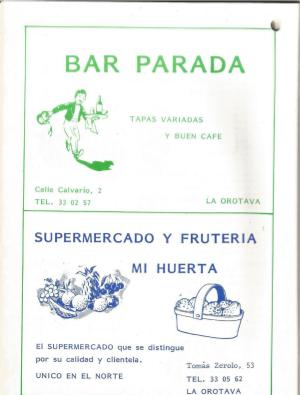 BAR PARADA
TAPAS VARIADAS
Y BUEN CAFE
Calle Calvario, 2
TEL. 33 02 57
LA OROTAVA
SUPERMERCADO Y FRUTERIA
MI HUERTA
El SUPERMERCADO que se distingue
por su calidad y clientela.
UNICO EN EL NORTE
Tomás Zerolo, 53
TEL. 33 05 62
LA OROTAVA